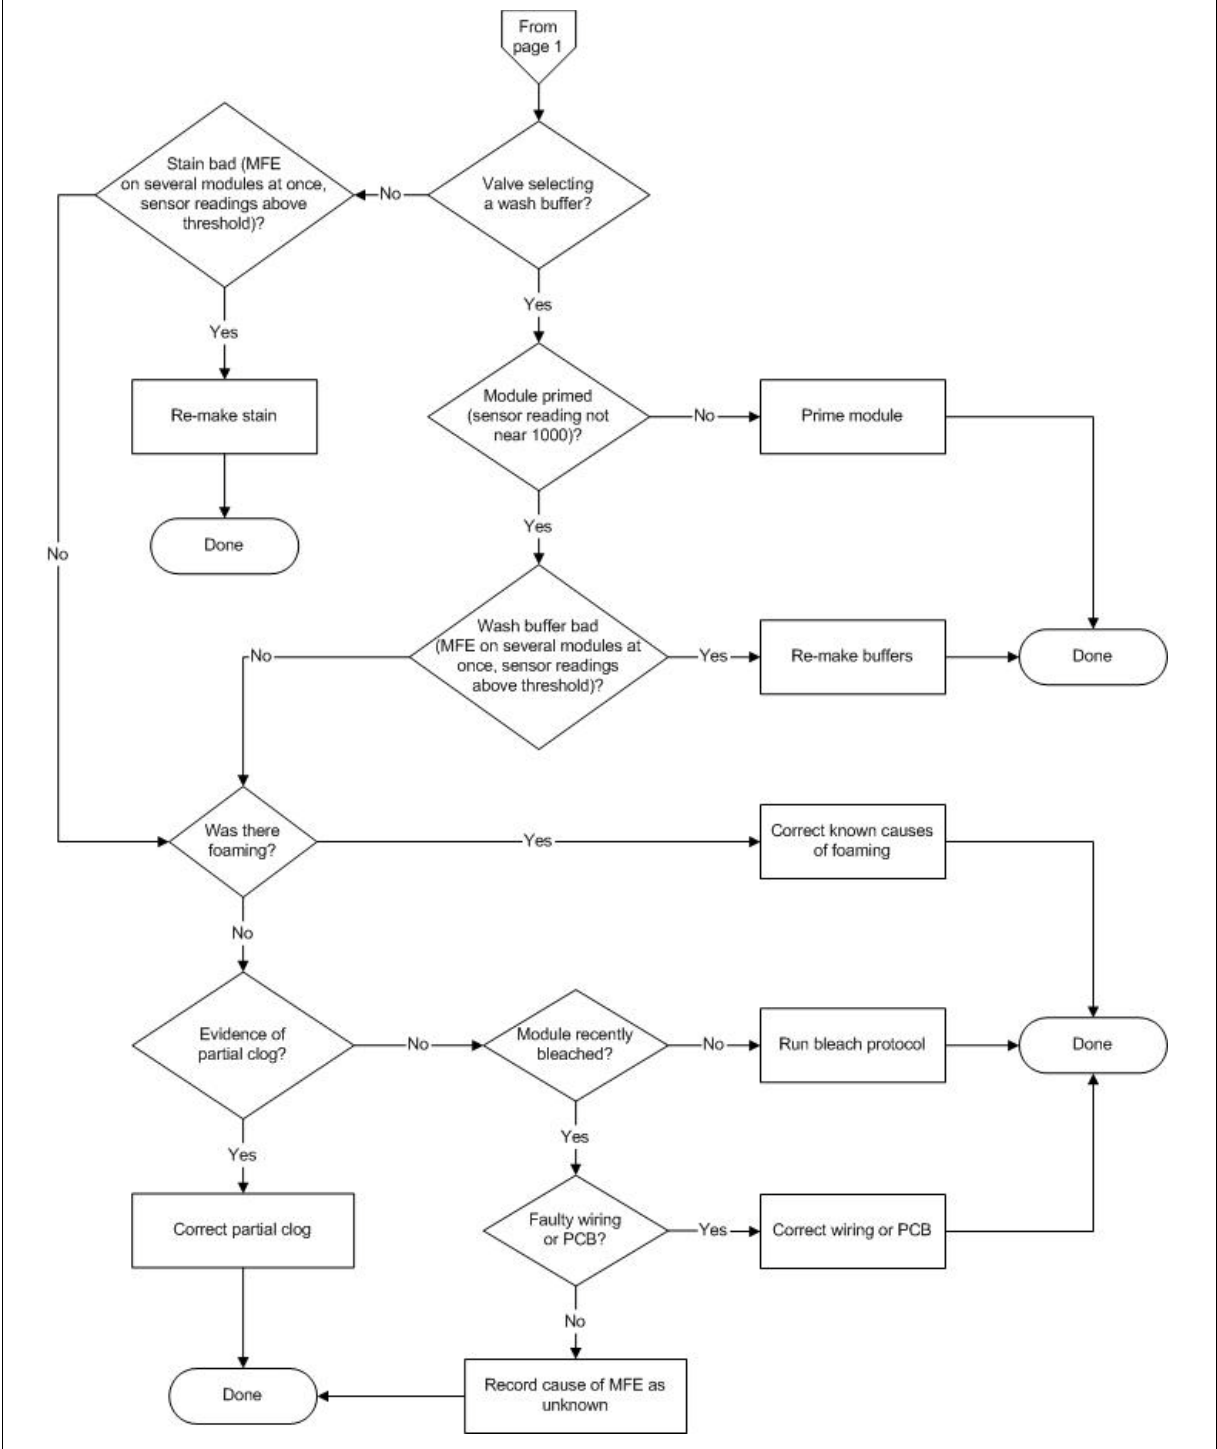 From
page 1
Stain bad (MFE
on several modules at once,
sensor readings above
threshold)?
No
Valve selecting
a wash buffer?
Yes
Yes
Re-make stain
Module primed
(sensor reading not
near 1000)?
No
Prime module
Yes
Done
No
Wash buffer bad
(MFE on several modules at
once, sensor readings
above threshold)?
No
Yes
Re-make buffers
Done
Was there
foaming?
Yes
Correct known causes
of foaming
No
Evidence of
partial clog?
No
Module recently
bleached?
No
Run bleach protocol
Done
Yes
Yes
Correct partial clog
Faulty wiring
or PCB?
Yes
Correct wiring or PCB
No
Done
Record cause of MFE as
unknown